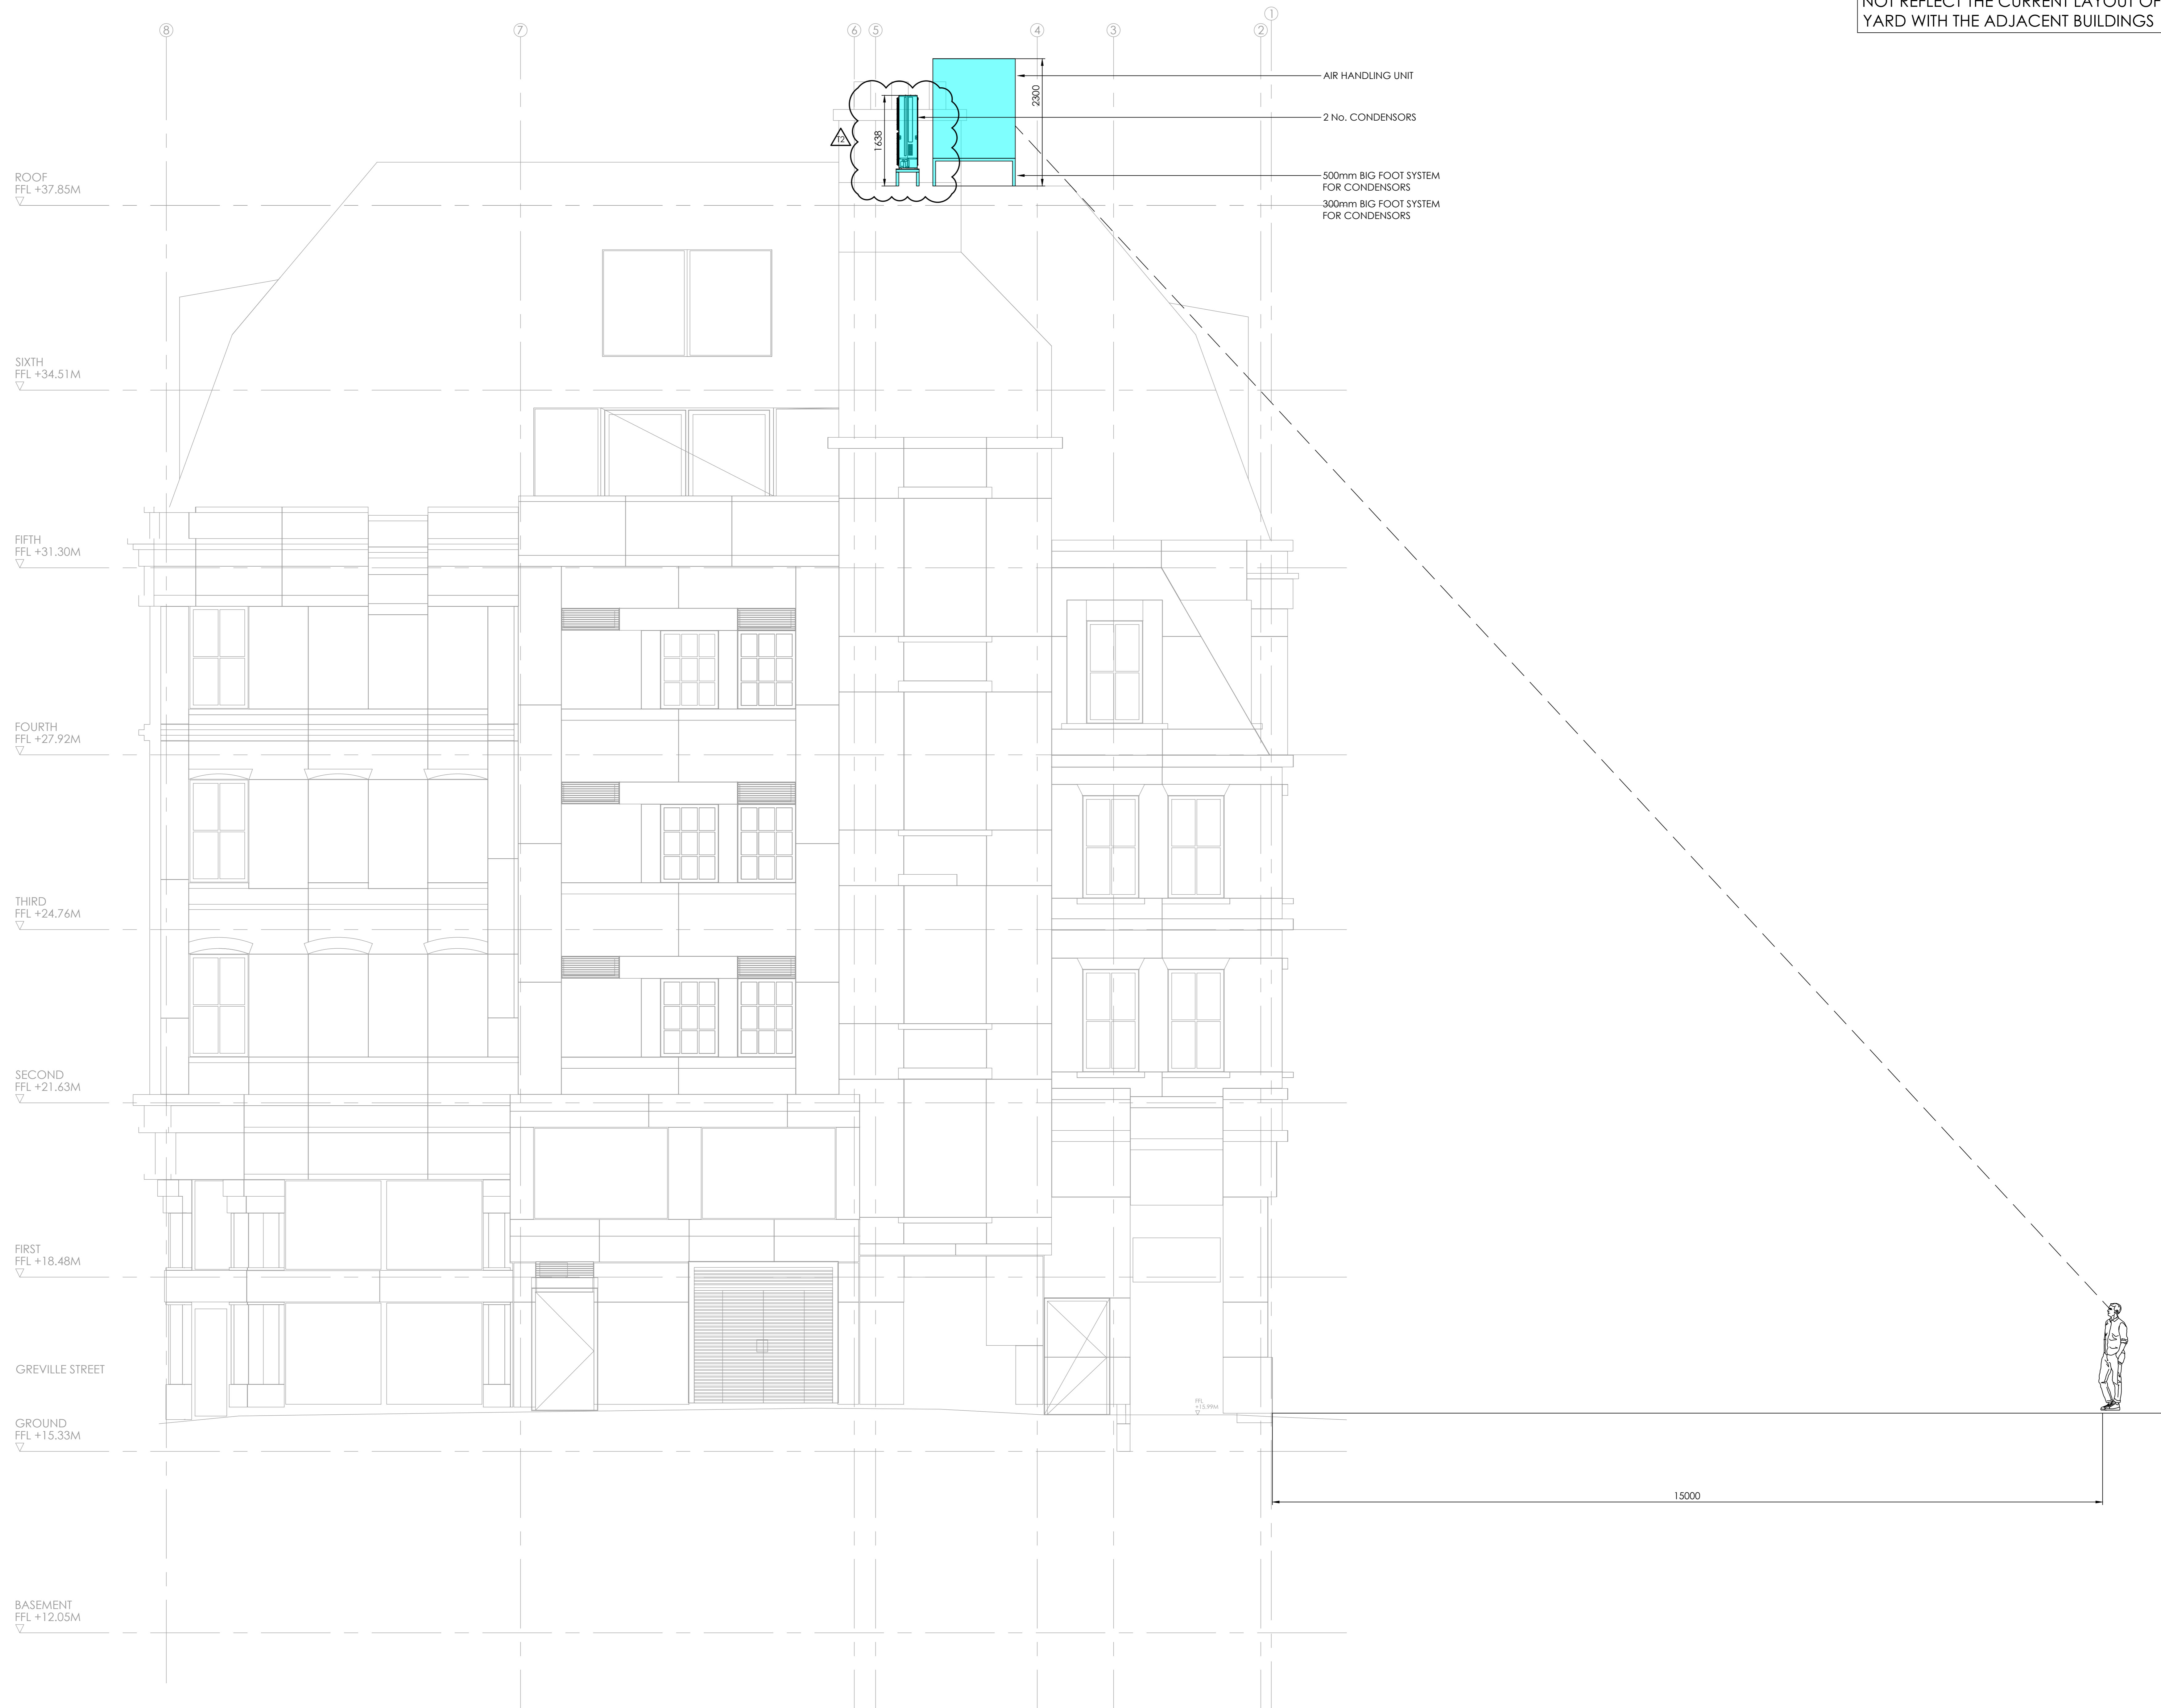 NOT REFLECT THE CURRENT LAYOUT OF
YARD WITH THE ADJACENT BUILDINGS
8
7
6
5
4
3
2
1
AIR HANDLING UNIT
2300
2 No. CONDENSORS
T2
1638
500mm BIG FOOT SYSTEM
FOR CONDENSORS
300mm BIG FOOT SYSTEM
FOR CONDENSORS
ROOF
FFL +37.85M
SIXTH
FFL +34.51M
FIFTH
FFL +31.30M
FOURTH
FFL +27.92M
THIRD
FFL +24.76M
SECOND
FFL +21.63M
FIRST
FFL +18.48M
GREVILLE STREET
FFL
+15.99M
GROUND
FFL +15.33M
15000
BASEMENT
FFL +12.05M